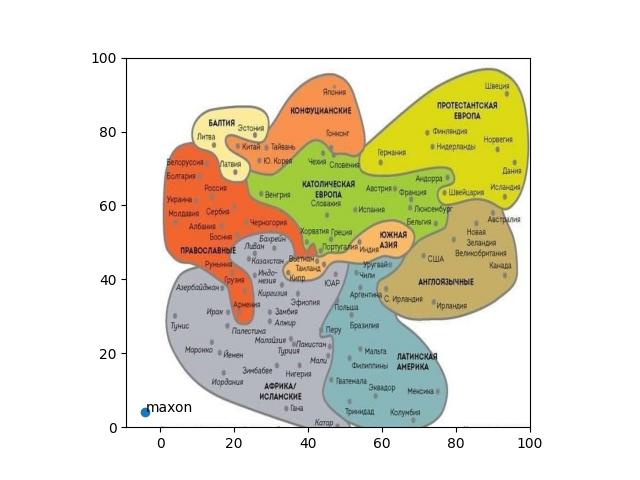 100
80
60
40
20
0
0
20
40
60
80
100
maxon
БАЛТИЯ
Эстония
Литва
Латвия
Япония
КОНФУЦИАНСКИЕ
Гонконг
Китай
Тайвань
Ю. Корея
Швеция
ПРОТЕСТАНТСКАЯ
ЕВРОПА
Финляндия
Норвегия
Нидерланды
Германия
Дания
Андорра
Швейцария
Исландия
Чехия
Словения
КАТОЛИЧЕСКАЯ
ЕВРОПА
Австрия
Франция
Венгрия
Словакия
Испания
Люксембург
Бельгия
Хорватия
Греция
Португалия
Белоруссия
Болгария
Россия
Украина
Сербия
Молдавия
Албания
Черногория
Босния
ПРАВОСЛАВНЫЕ
Румыния
Грузия
Армения
ЮЖНАЯ
АЗИЯ
Индия
Вьетнам
Таиланд
Кипр
Австралия
Новая
Зеландия
Великобритания
США
Канада
АНГЛОЯЗЫЧНЫЕ
С. Ирландия
Ирландия
Бахрейн
Ливан
Казахстан
Индо-
незия
Киргизия
ЮАР
Азербайджан
Эфиопия
Ирак
Замбия
Тунис
Палестина
Алжир
Марокко
Йемен
Малайзия
Пакистан
Турция
Мали
Зимбабве
Нигерия
Иордания
АФРИКА/
ИСЛАМСКИЕ
Гана
Катар
Уругвай
Чили
Аргентина
Польша
Бразилия
Перу
Мальта
Филиппины
ЛАТИНСКАЯ
АМЕРИКА
Гватемала
Эквадор
Мексика
Тринидад
Колумбия